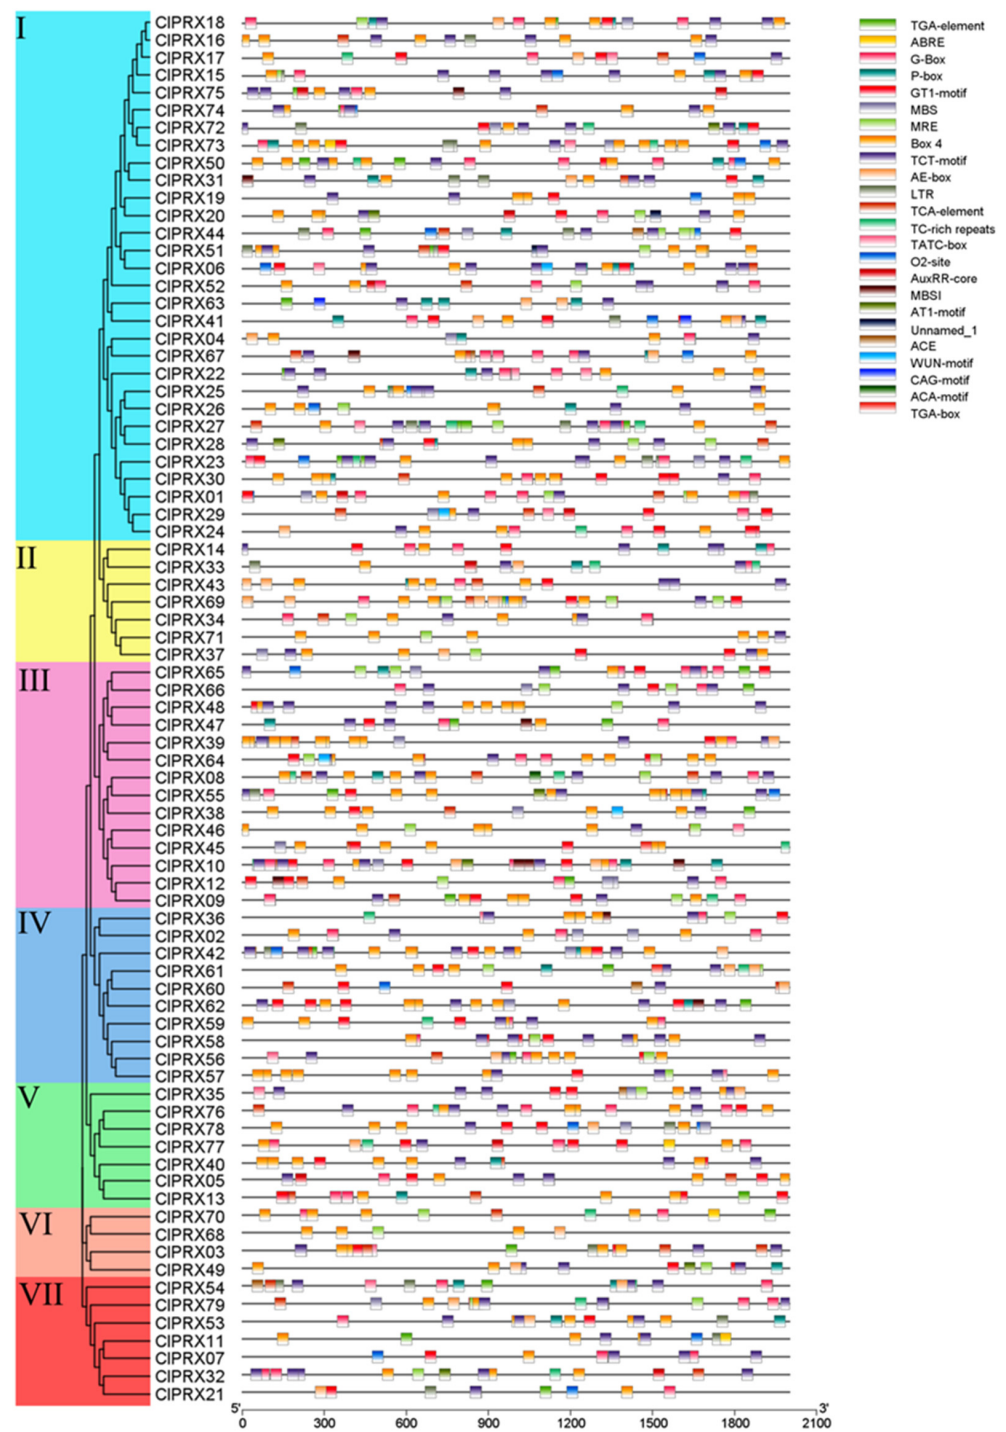 I
II
III
IV
V
VI
VII
ClPRX18
ClPRX16
ClPRX17
ClPRX15
ClPRX75
ClPRX74
ClPRX72
ClPRX73
ClPRX50
ClPRX31
ClPRX19
ClPRX20
ClPRX44
ClPRX51
ClPRX06
ClPRX52
ClPRX63
ClPRX41
ClPRX04
ClPRX67
ClPRX22
ClPRX25
ClPRX26
ClPRX27
ClPRX28
ClPRX23
ClPRX30
ClPRX01
ClPRX29
ClPRX24
ClPRX14
ClPRX33
ClPRX43
ClPRX69
ClPRX34
ClPRX71
ClPRX37
ClPRX65
ClPRX66
ClPRX48
ClPRX47
ClPRX39
ClPRX64
ClPRX08
ClPRX55
ClPRX38
ClPRX46
ClPRX45
ClPRX10
ClPRX12
ClPRX09
ClPRX36
ClPRX02
ClPRX42
ClPRX61
ClPRX60
ClPRX62
ClPRX59
ClPRX58
ClPRX56
ClPRX57
ClPRX35
ClPRX76
ClPRX78
ClPRX77
ClPRX40
ClPRX05
ClPRX13
ClPRX70
ClPRX68
ClPRX03
ClPRX49
ClPRX54
ClPRX79
ClPRX53
ClPRX11
ClPRX07
ClPRX32
ClPRX21
5' 3'
0 300 600 900 1200 1500 1800 2100
TGA-element
ABRE
G-Box
P-box
GT1-motif
MBS
MRE
Box 4
TCT-motif
AE-box
LTR
TCA-element
TC-rich repeats
TATC-box
O2-site
AuxRR-core
MBSI
AT1-motif
Unnamed_1
ACE
WUN-motif
CAG-motif
ACA-motif
TGA-box